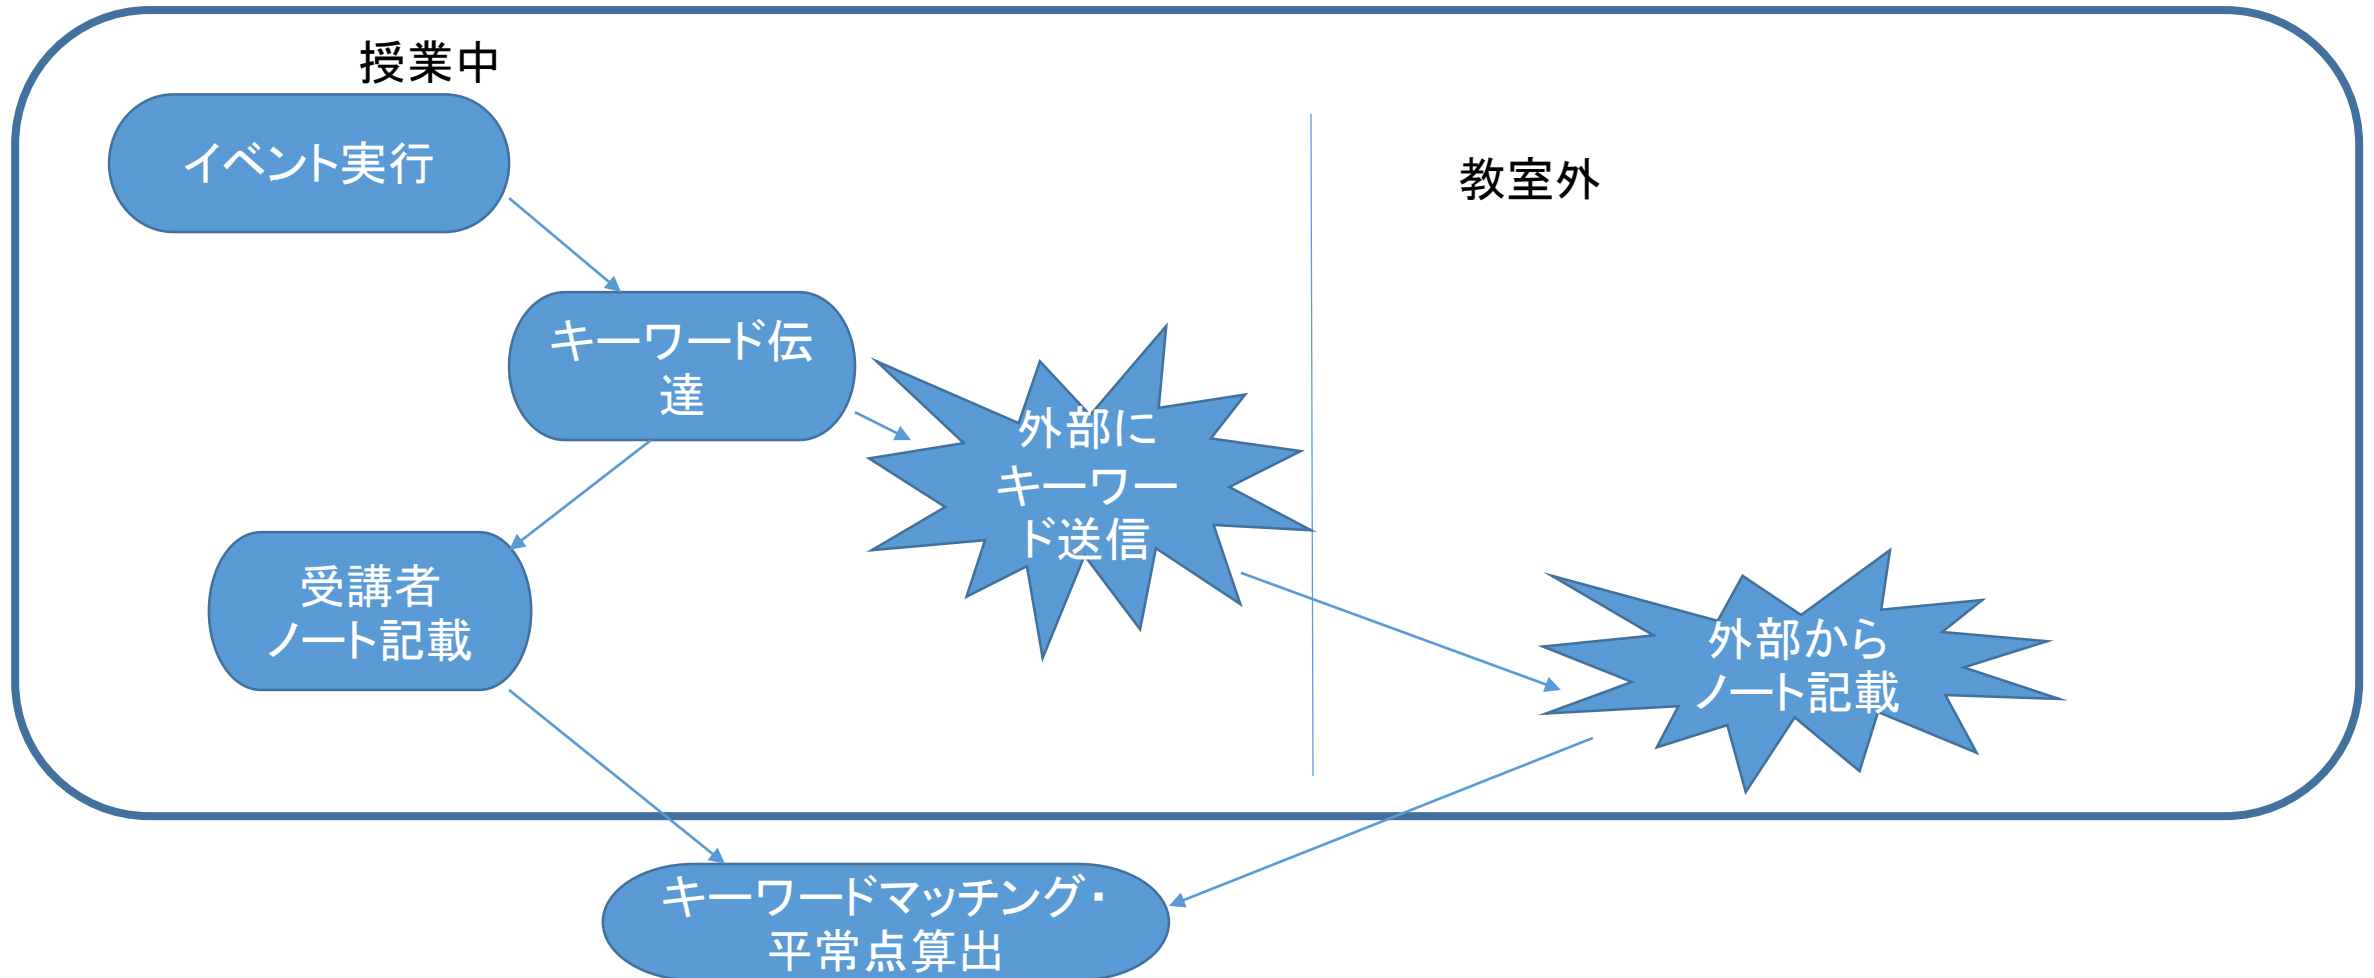 授業中
イベント実行
教室外
キーワード伝
達
外部に
キーワー
ド送信
受講者
ノート記載
外部から
ノート記載
キーワードマッチング・
平常点算出